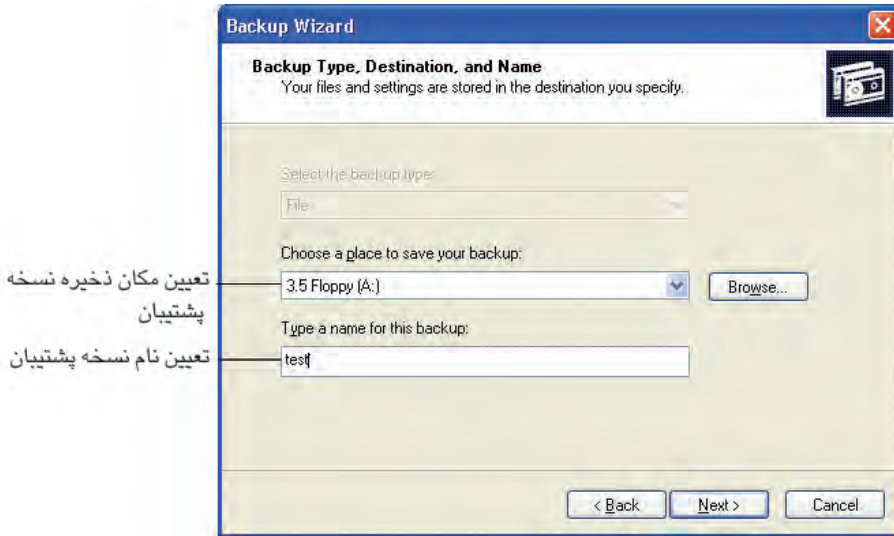 Backup Wizard
Backup Type, Destination, and Name
Your files and settings are stored in the destination you specify.
Select the backup type:
File
Choose a place to save your backup:
3.5 Floppy (A:)
Browse...
تعیین مکان ذخیره نسخه
پشتیبان
Type a name for this backup:
test
تعیین نام نسخه پشتیبان
< Back
Next >
Cancel